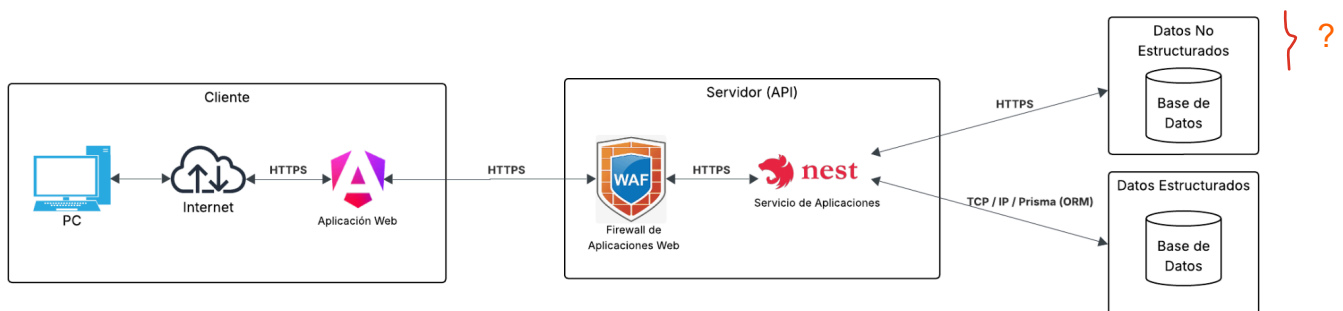 Cliente
PC
Internet
HTTPS
Aplicación Web
HTTPS
Servidor (API)
WAF
Firewall de
Aplicaciones Web
HTTPS
nest
Servicio de Aplicaciones
HTTPS
TCP / IP / Prisma (ORM)
Datos No
Estructurados
Base de
Datos
?
Datos Estructurados
Base de
Datos